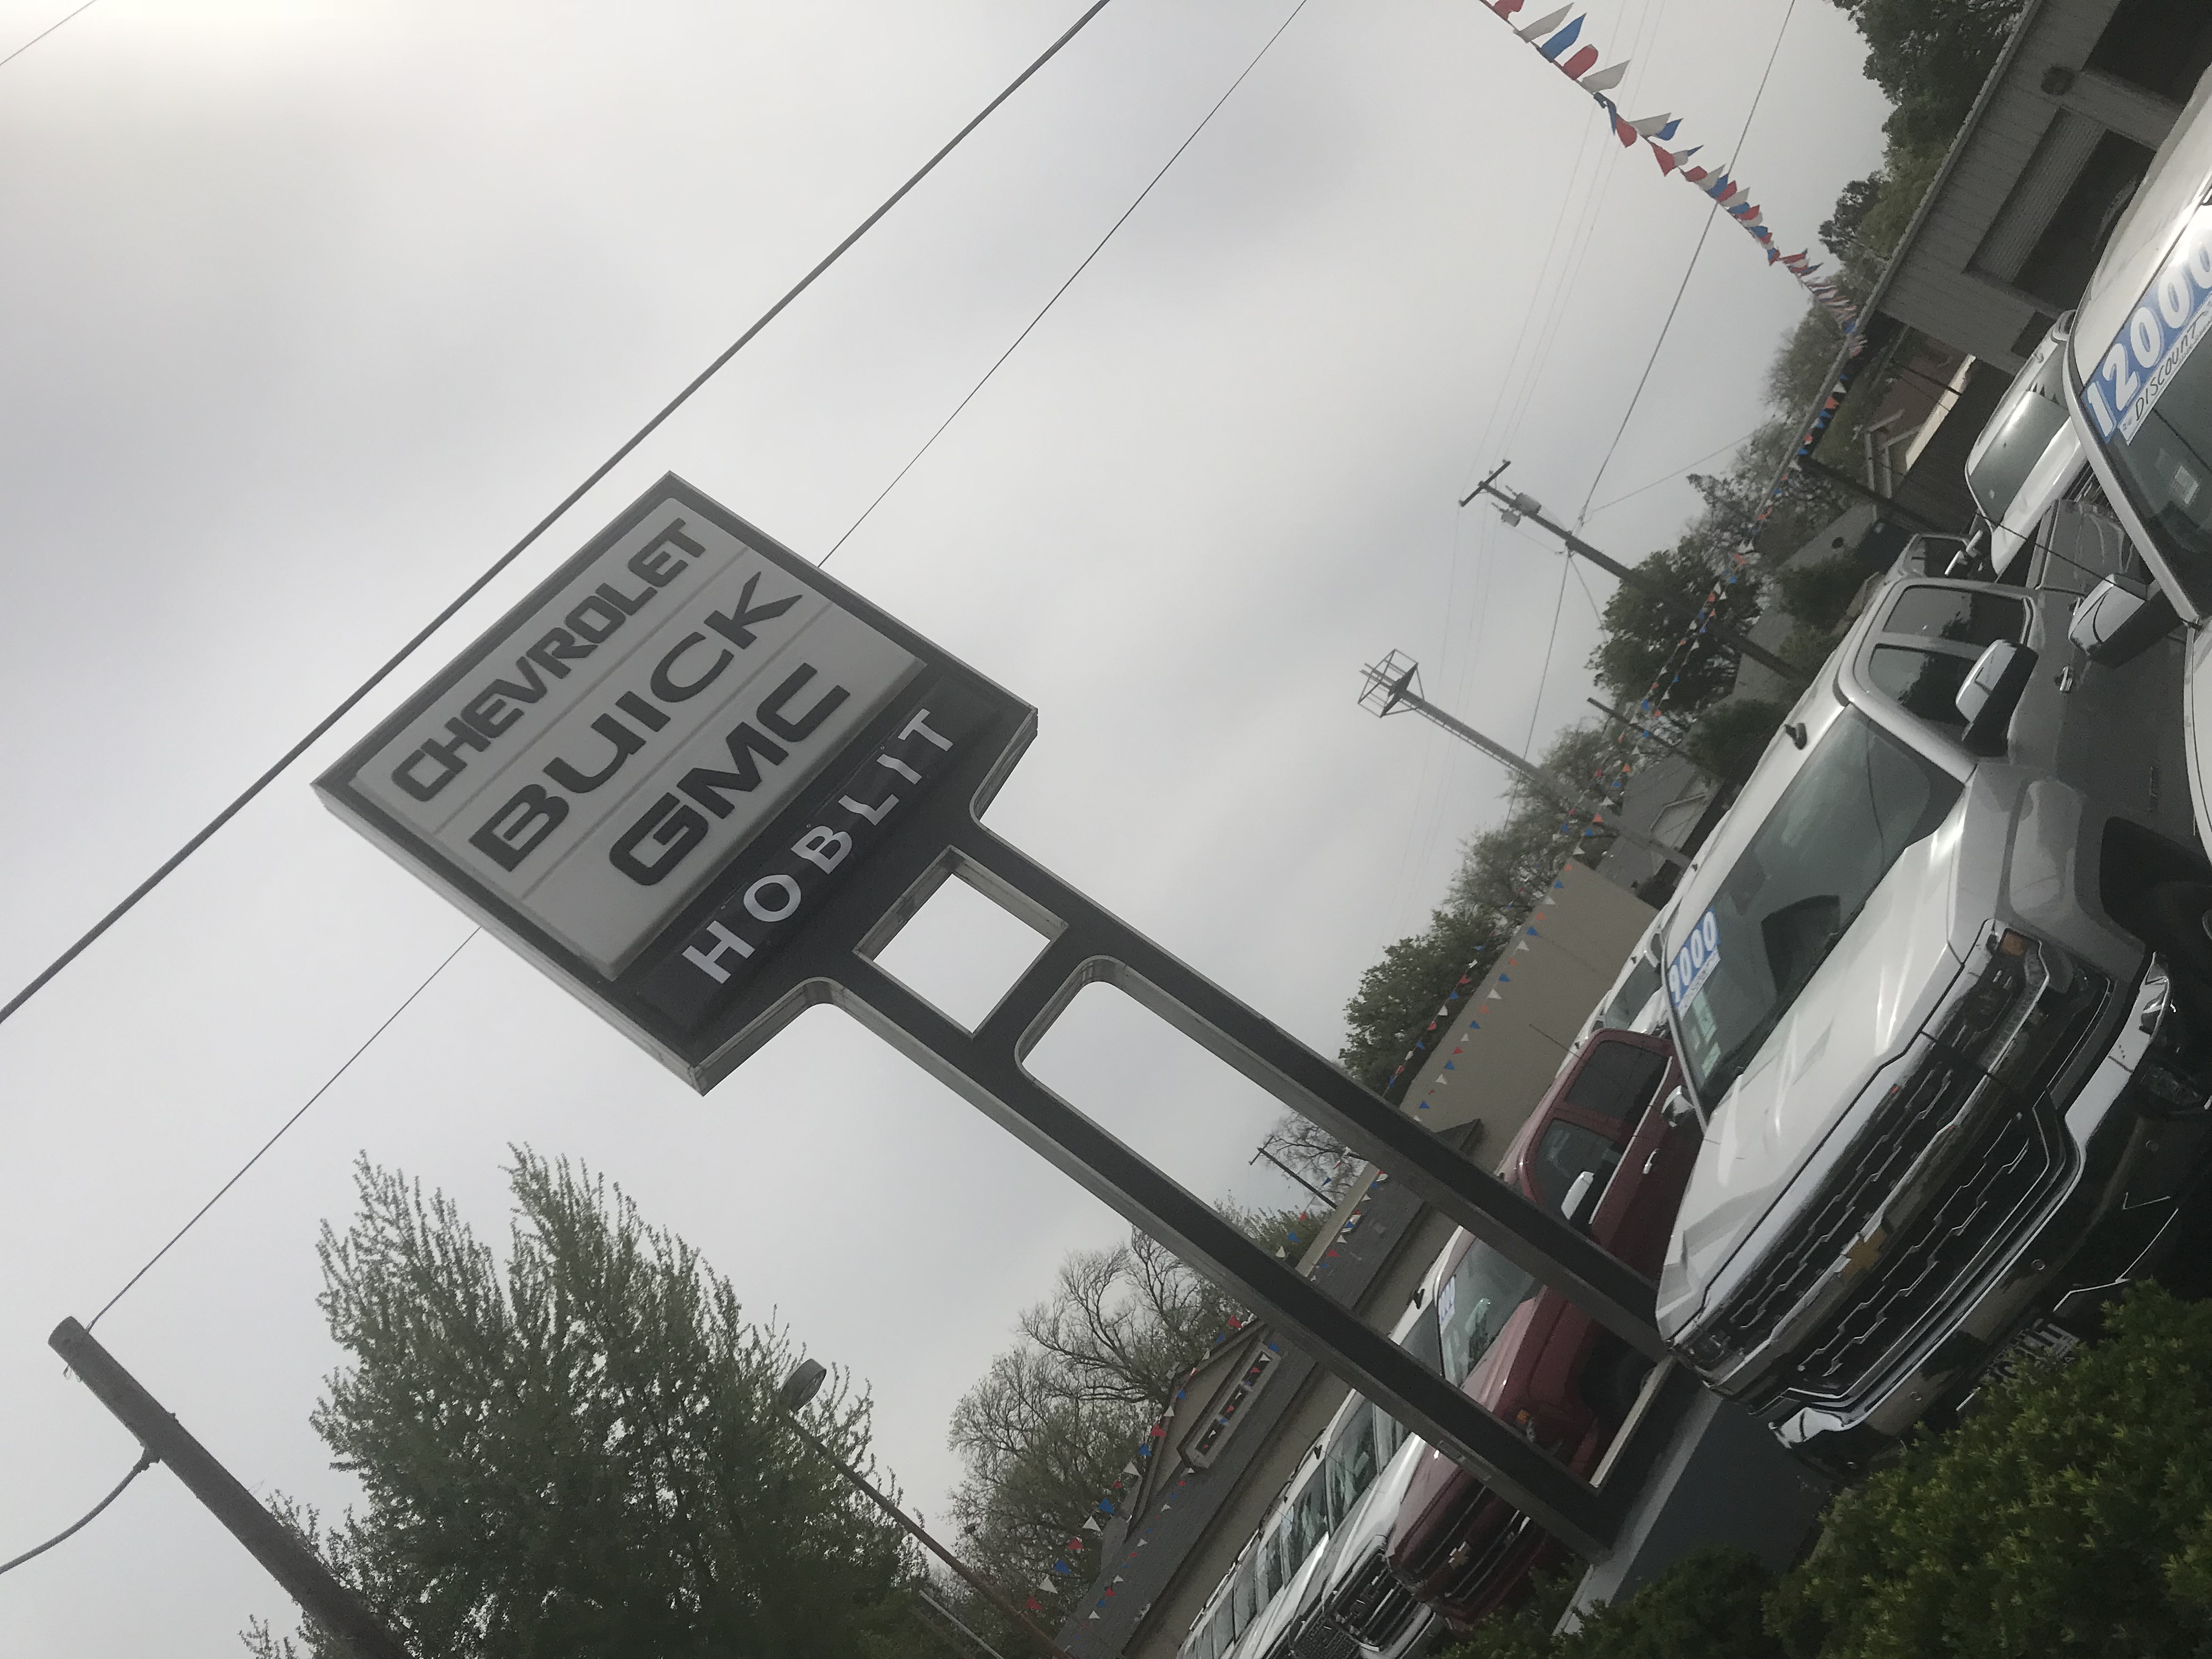 CHEVROLET
BUICK
GMC
HOBLIT
12000
DISCOUNT
9000